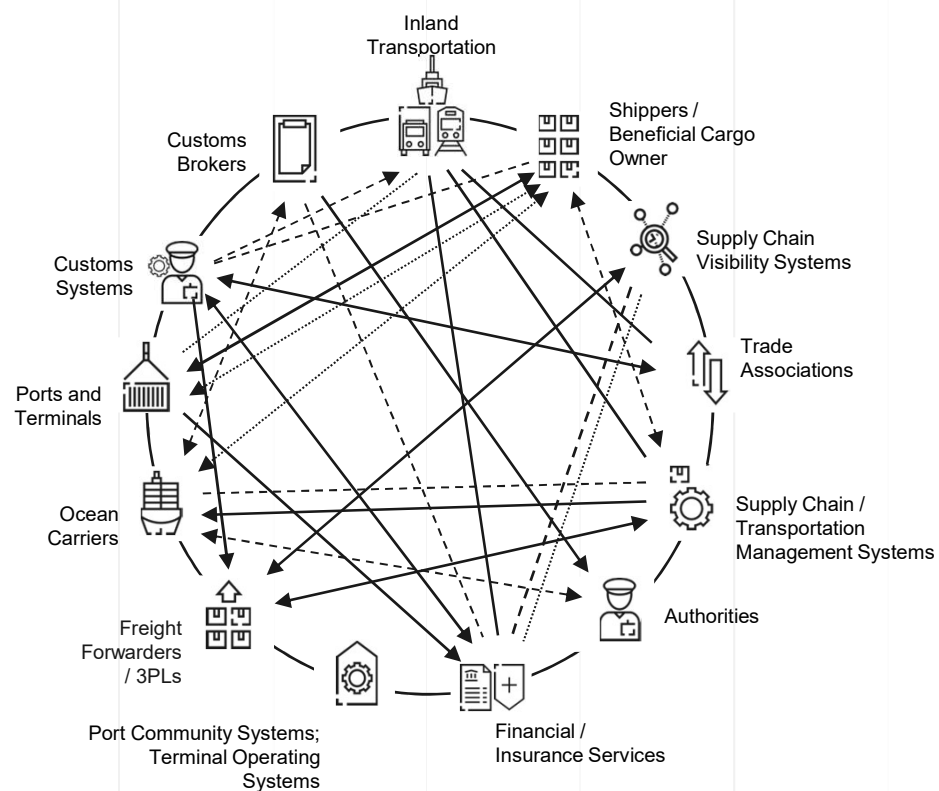 Inland
Transportation
Shippers /
Beneficial Cargo
Owner
Customs
Brokers
Supply Chain
Visibility Systems
Customs
Systems
Trade
Associations
Ports and
Terminals
Supply Chain /
Transportation
Management Systems
Ocean
Carriers
Authorities
Freight
Forwarders
/ 3PLs
Port Community Systems;
Terminal Operating
Systems
Financial /
Insurance Services